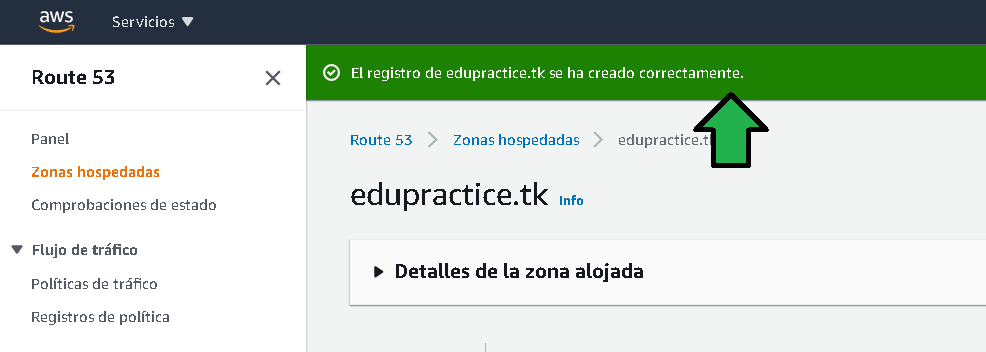 aws Servicios
Route 53
El registro de edupractice.tk se ha creado correctamente.
Panel
Zonas hospedadas
Comprobaciones de estado
Flujo de tráfico
Políticas de tráfico
Registros de política
Route 53 Zonas hospedadas
edupractice.tk Info
Detalles de la zona alojada